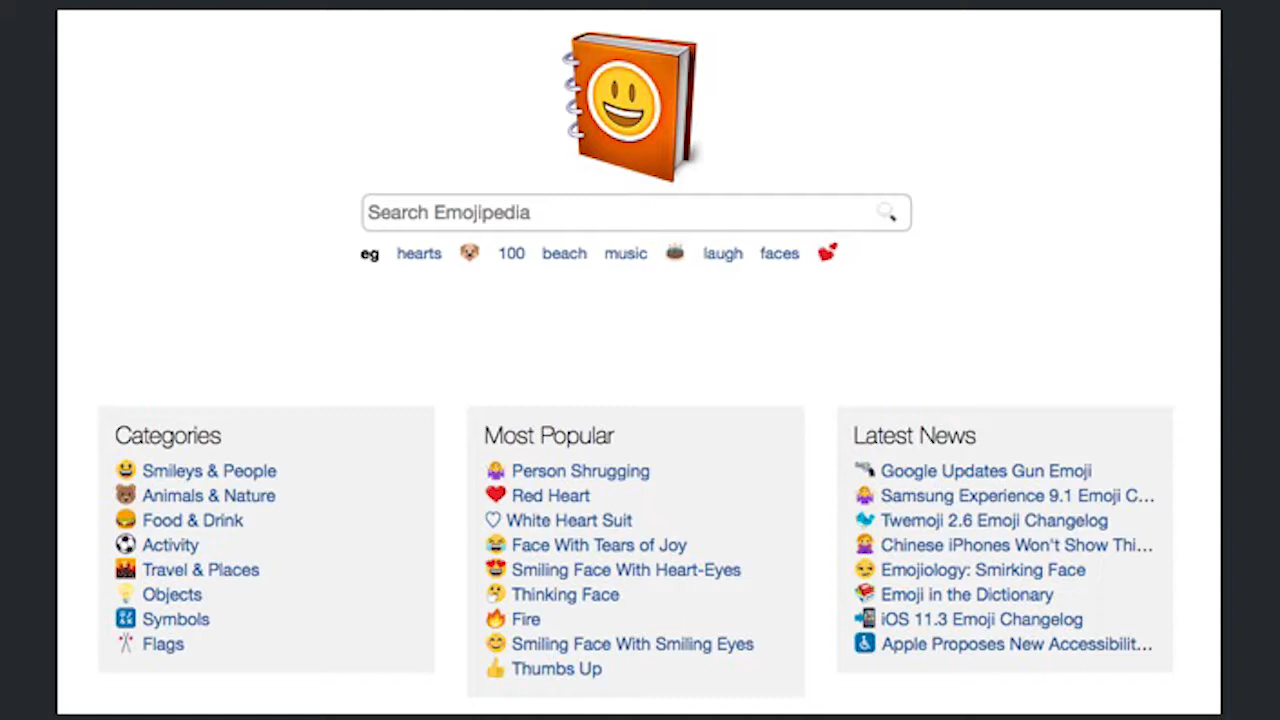 Search Emojipedia
eg hearts 100 beach music laugh faces
Categories
Smileys & People
Animals & Nature
Food & Drink
Activity
Travel & Places
Objects
Symbols
Flags
Most Popular
Person Shrugging
Red Heart
White Heart Suit
Face With Tears of Joy
Smiling Face With Heart-Eyes
Thinking Face
Fire
Smiling Face With Smiling Eyes
Thumbs Up
Latest News
Google Updates Gun Emoji
Samsung Experience 9.1 Emoji C...
Twemoji 2.6 Emoji Changelog
Chinese iPhones Won't Show Thi...
Emojiology: Smirking Face
Emoji in the Dictionary
iOS 11.3 Emoji Changelog
Apple Proposes New Accessibilit...